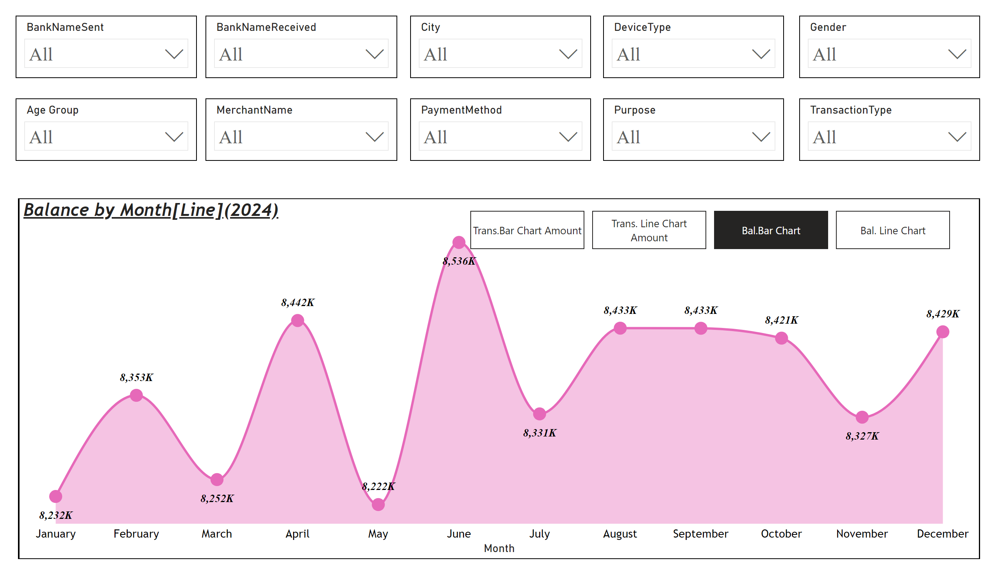 BankNameSent
All
BankNameReceived
All
City
All
DeviceType
All
Gender
All
Age Group
All
MerchantName
All
PaymentMethod
All
Purpose
All
TransactionType
All
Balance by Month[Line](2024)
Trans.Bar Chart Amount
Trans. Line Chart
Amount
Bal.Bar Chart
Bal. Line Chart
8,232K
8,353K
8,252K
8,442K
8,222K
8,536K
8,331K
8,433K
8,433K
8,421K
8,327K
8,429K
January
February
March
April
May
June
July
August
September
October
November
December
Month